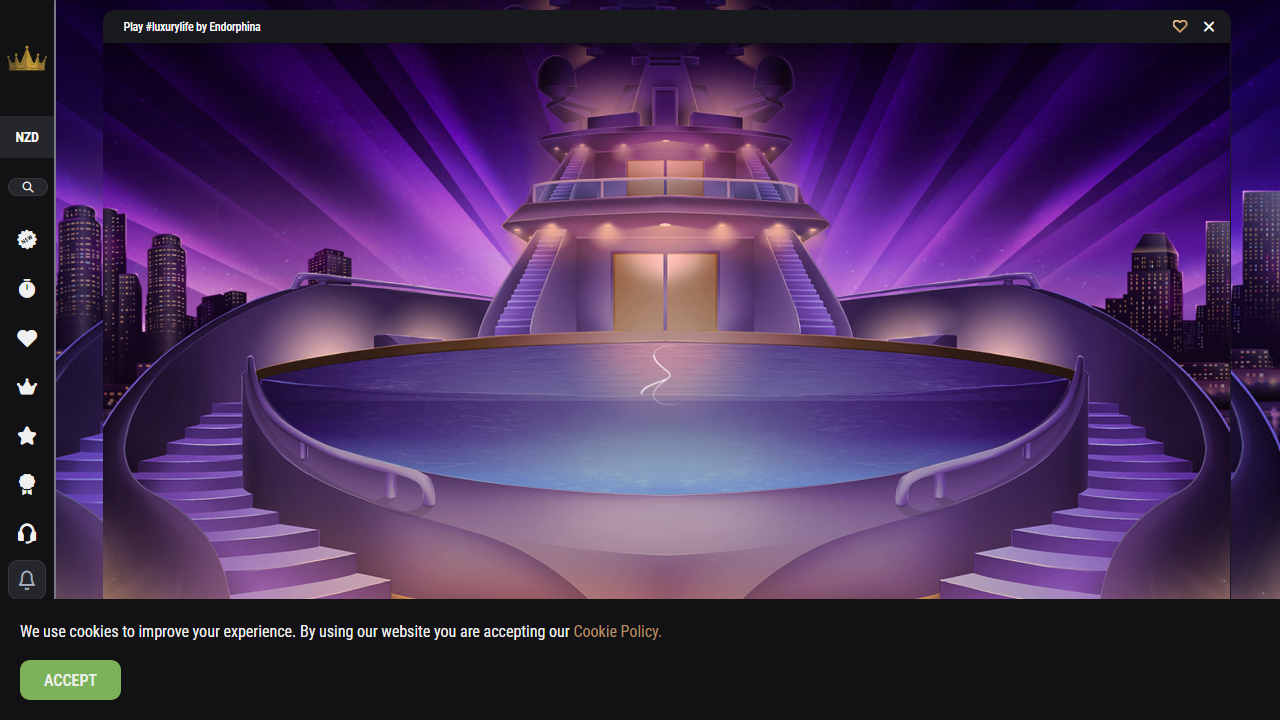 Play #luxurylife by Endorphina
NZD
NEW
We use cookies to improve your experience. By using our website you are accepting our Cookie Policy.
ACCEPT